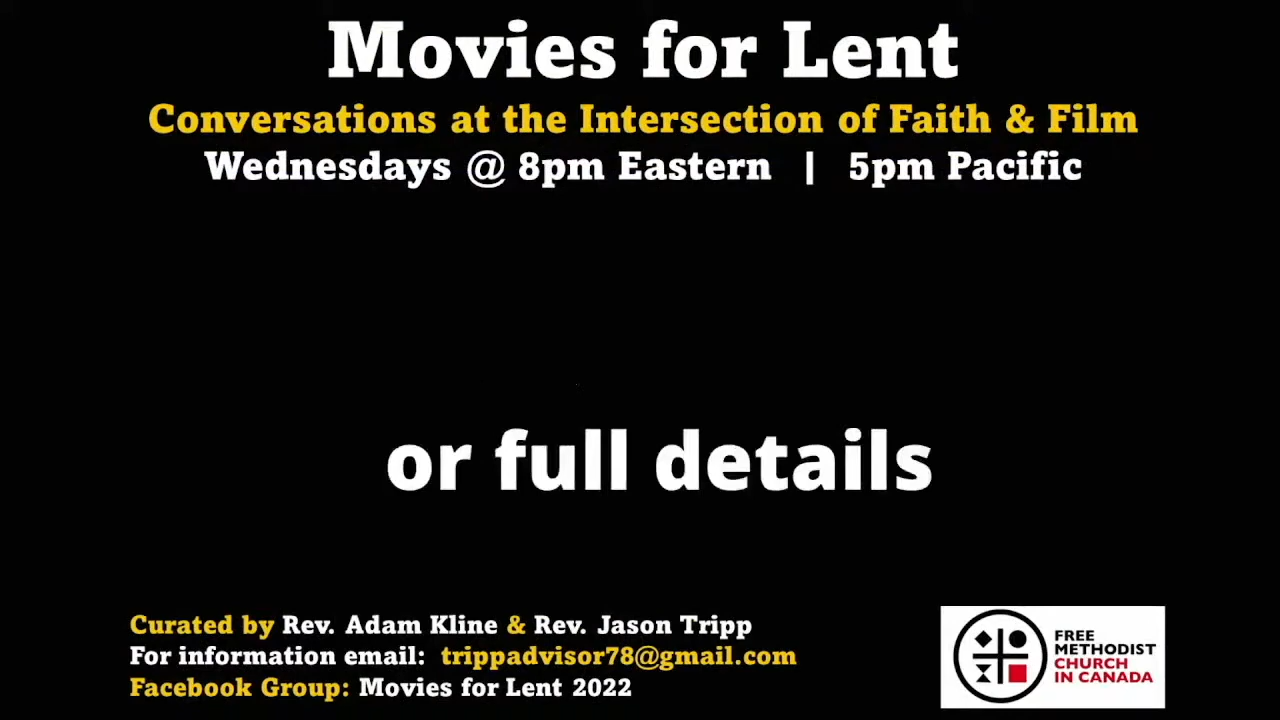 Movies for Lent
Conversations at the Intersection of Faith & Film
Wednesdays @ 8pm Eastern | 5pm Pacific
or full details
Curated by Rev. Adam Kline & Rev. Jason Tripp
For information email: trippadvisor78@gmail.com
Facebook Group: Movies for Lent 2022
FREE
METHODIST
CHURCH
IN CANADA